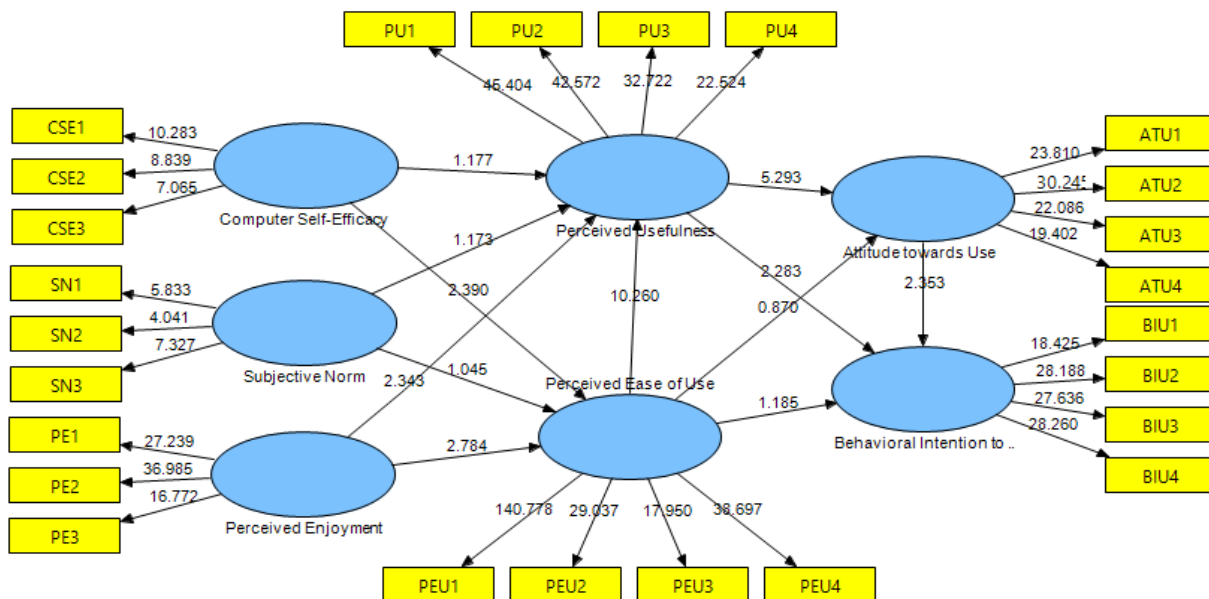 PU1
PU2
PU3
PU4
45.404
42.572
32.722
22.524
CSE1
CSE2
CSE3
10.283
8.839
7.065
Computer Self-Efficacy
1.177
Perceived Usefulness
5.293
ATU1
ATU2
ATU3
ATU4
23.810
30.245
22.086
19.402
Attitude towards Use
1.173
2.390
10.260
2.283
0.870
2.353
SN1
SN2
SN3
5.833
4.041
7.327
Subjective Norm
2.343
1.045
Perceived Ease of Use
1.185
BIU1
BIU2
BIU3
BIU4
18.425
28.188
27.636
28.260
Behavioral Intention to ..
PE1
PE2
PE3
27.239
36.985
16.772
Perceived Enjoyment
2.784
140.778
29.037
17.950
38.697
PEU1
PEU2
PEU3
PEU4